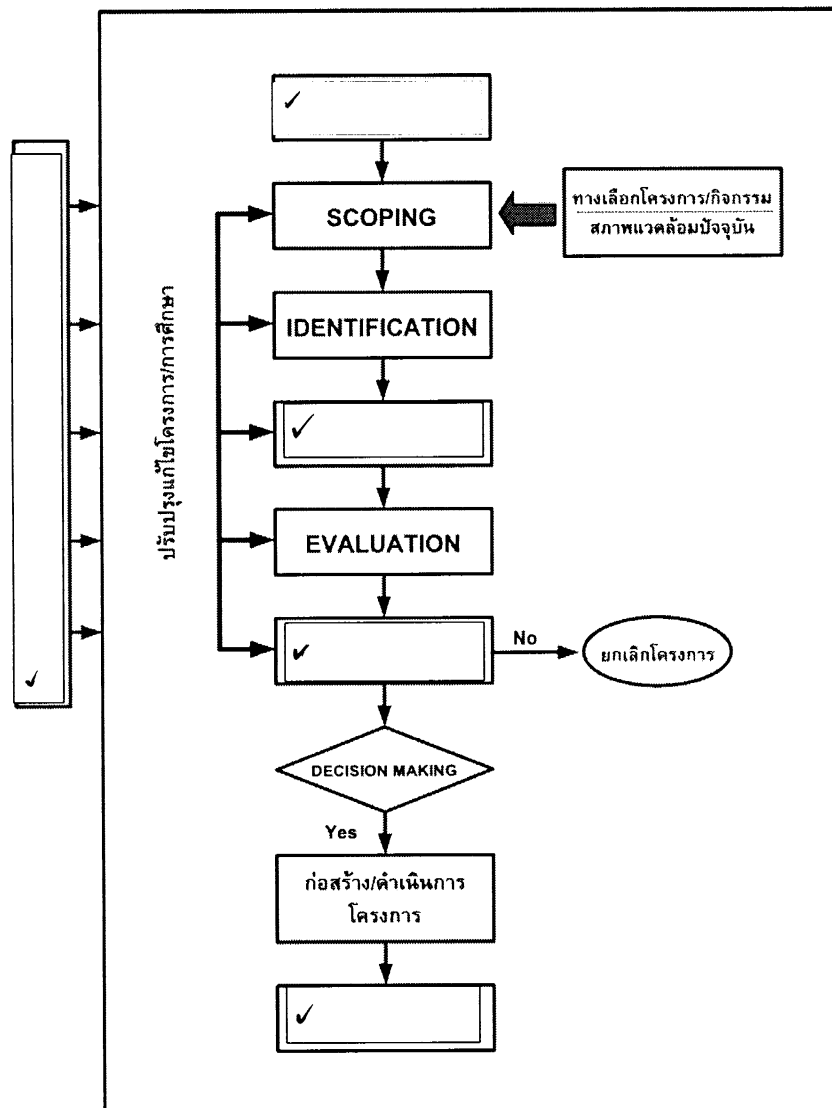 ✓
SCOPING
ทางเลือกโครงการ/กิจกรรม
สภาพแวดล้อมปัจจุบัน
IDENTIFICATION
✓
ปรับปรุงแก้ไขโครงการ/การศึกษา
EVALUATION
✓
No
ยกเลิกโครงการ
✓
DECISION MAKING
Yes
ก่อสร้าง/ดำเนินการ
โครงการ
✓